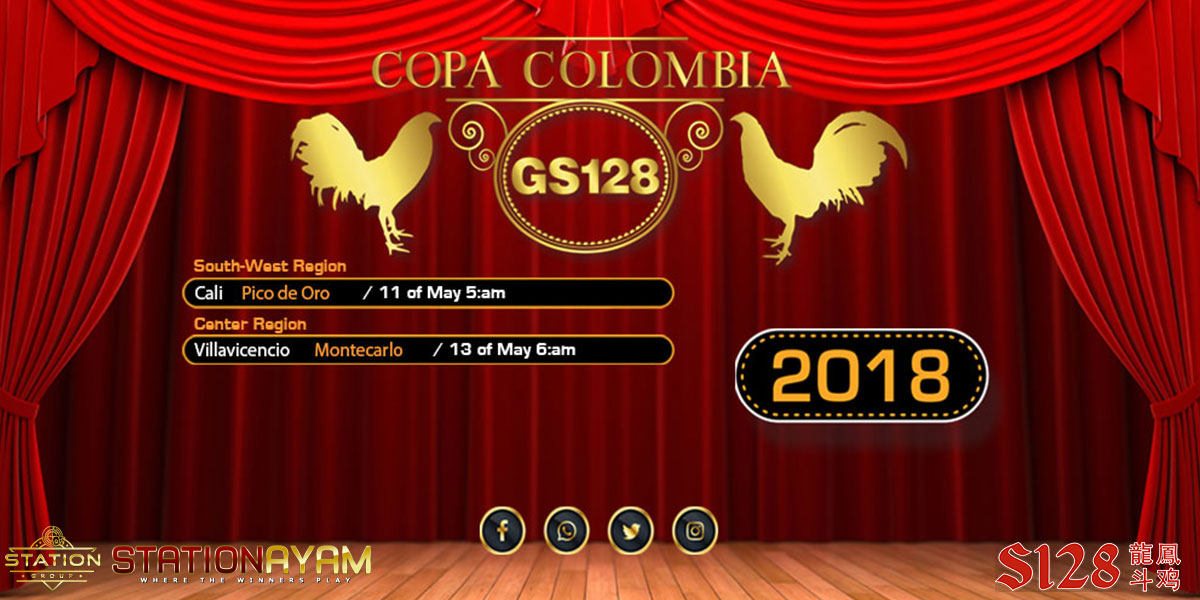 COPA COLOMBIA
GS128
South-West Region
Cali Pico de Oro / 11 of May 5:am
Center Region
Villavicencio Montecarlo / 13 of May 6:am
2018
STATION
GROUP
STATIONAYAM
WHERE THE WINNERS PLAY
S128 龍鳳
斗鸡